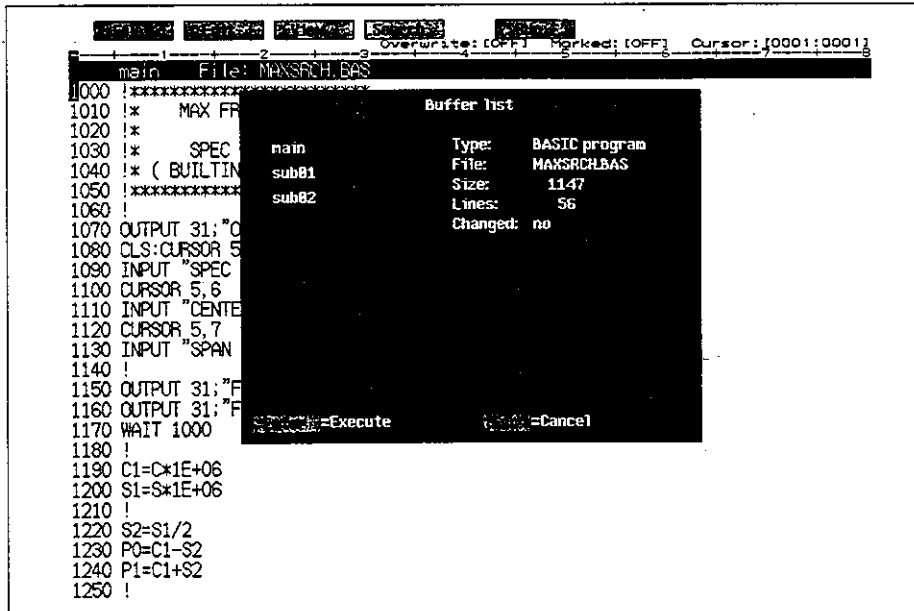 Overwrite:[OFF] Marked:[OFF] Cursor:[0001:0001]
main File: MAXSRCH.BAS
1000 !*************************
1010 !* MAX FR
1020 !*
1030 !* SPEC
1040 !* ( BUILTIN
1050 !*************
1060 !
1070 OUTPUT 31;"O
1080 CLS:CURSOR 5
1090 INPUT "SPEC
1100 CURSOR 5,6
1110 INPUT "CENTE
1120 CURSOR 5,7
1130 INPUT "SPAN
1140 !
1150 OUTPUT 31;"F
1160 OUTPUT 31;"F
1170 WAIT 1000
1180 !
1190 C1=C*1E+06
1200 S1=S*1E+06
1210 !
1220 S2=S1/2
1230 P0=C1-S2
1240 P1=C1+S2
1250 !
Buffer list
main
sub01
sub02
Type: BASIC program
File: MAXSRCH.BAS
Size: 1147
Lines: 56
Changed: no
=Execute =Cancel